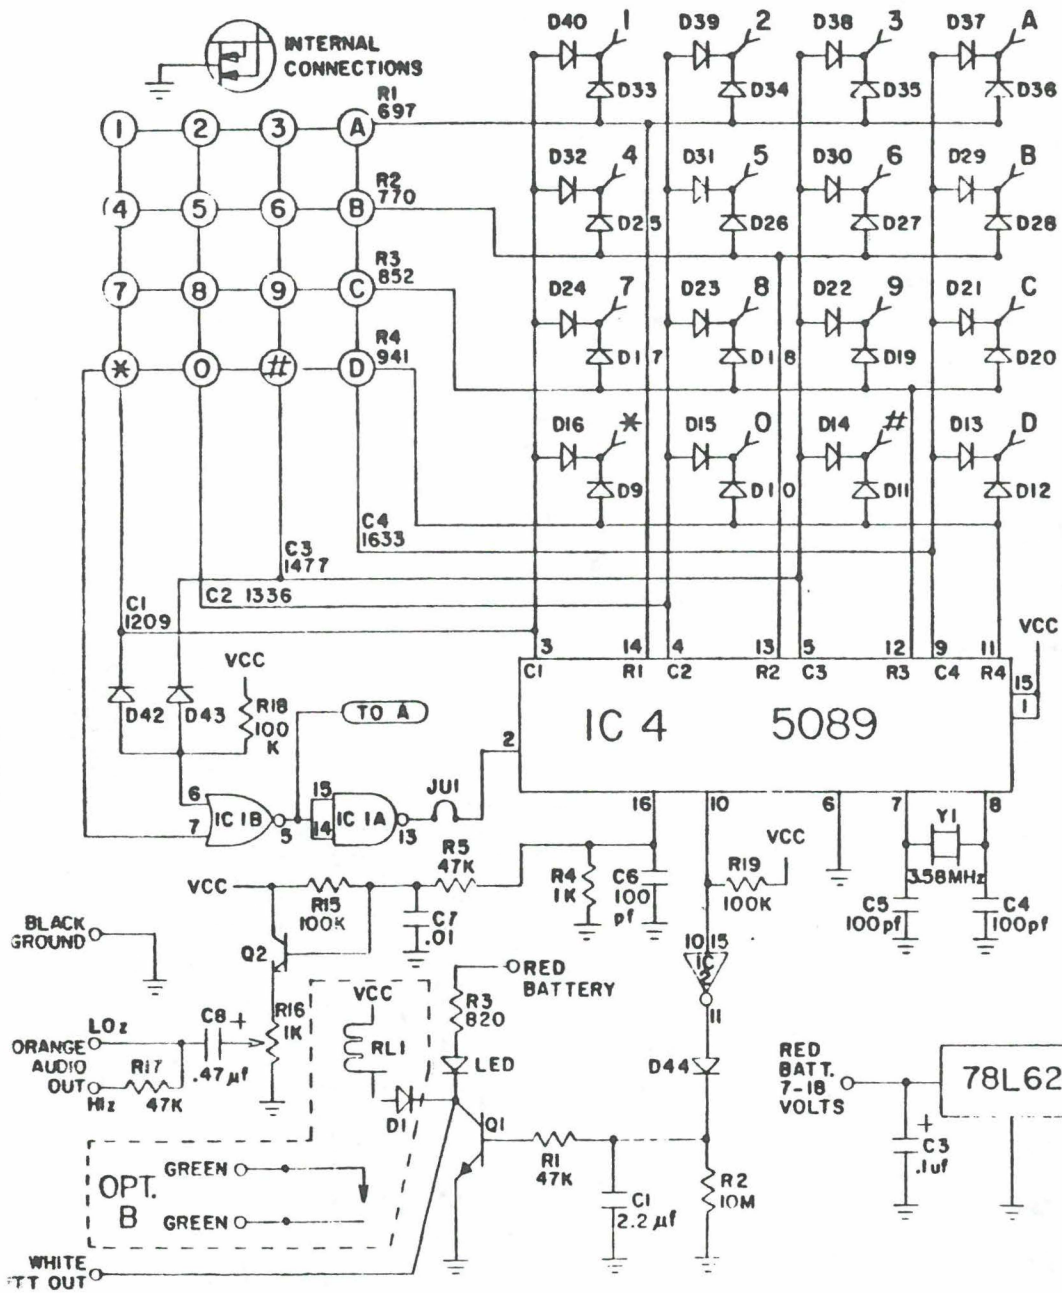 INTERNAL
CONNECTIONS
R1
697
1 2 3 A
R2
770
4 5 6 B
R3
852
7 8 9 C
R4
941
* 0 # D
D40 1 D39 2 D38 3 D37 A
D33 D34 D35 D36
D32 4 D31 5 D30 6 D29 B
D25 D26 D27 D28
D24 7 D23 8 D22 9 D21 C
D17 D18 D19 D20
D16 * D15 0 D14 # D13 D
D9 D10 D11 D12
C4
1633
C3
1477
C2 1336
C1
1209
VCC
3 14 4 13 5 12 9 11
C1 R1 C2 R2 C3 R3 C4 R4
VCC
15
1
D42 D43
R18
100
K
TO A
2
IC 4 5089
6
7
IC 1B
5
15
14
IC 1A
13
JU1
16 10 6 7 8
Y1
3.58MHz
R5
47K
VCC
R15
100K
C7
.01
R4
1K
C6
100
pf
R19
100K
VCC
C5
100pf
C4
100pf
BLACK
GROUND
Q2
10 15
IC
2
11
RED
BATTERY
R3
820
VCC
RL1
LED
D1
Q1
R16
1K
C8 +
.47µf
LOz
ORANGE
AUDIO
OUT
HIz
R17
47K
D44
RED
BATT.
7-18
VOLTS
78L62
+
C3
.1uf
R1
47K
C1
2.2µf
R2
10M
OPT.
B
GREEN
GREEN
WHITE
TT OUT